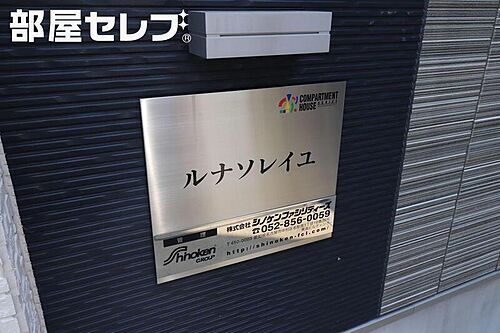 部屋セレブ®
COMPARTMENT
HOUSE
ルナソレイユ
管理
Shinoken
GROUP
株式会社シノケンファシリティーズ
☎052-856-0059
http://shinoken-fcl.com/